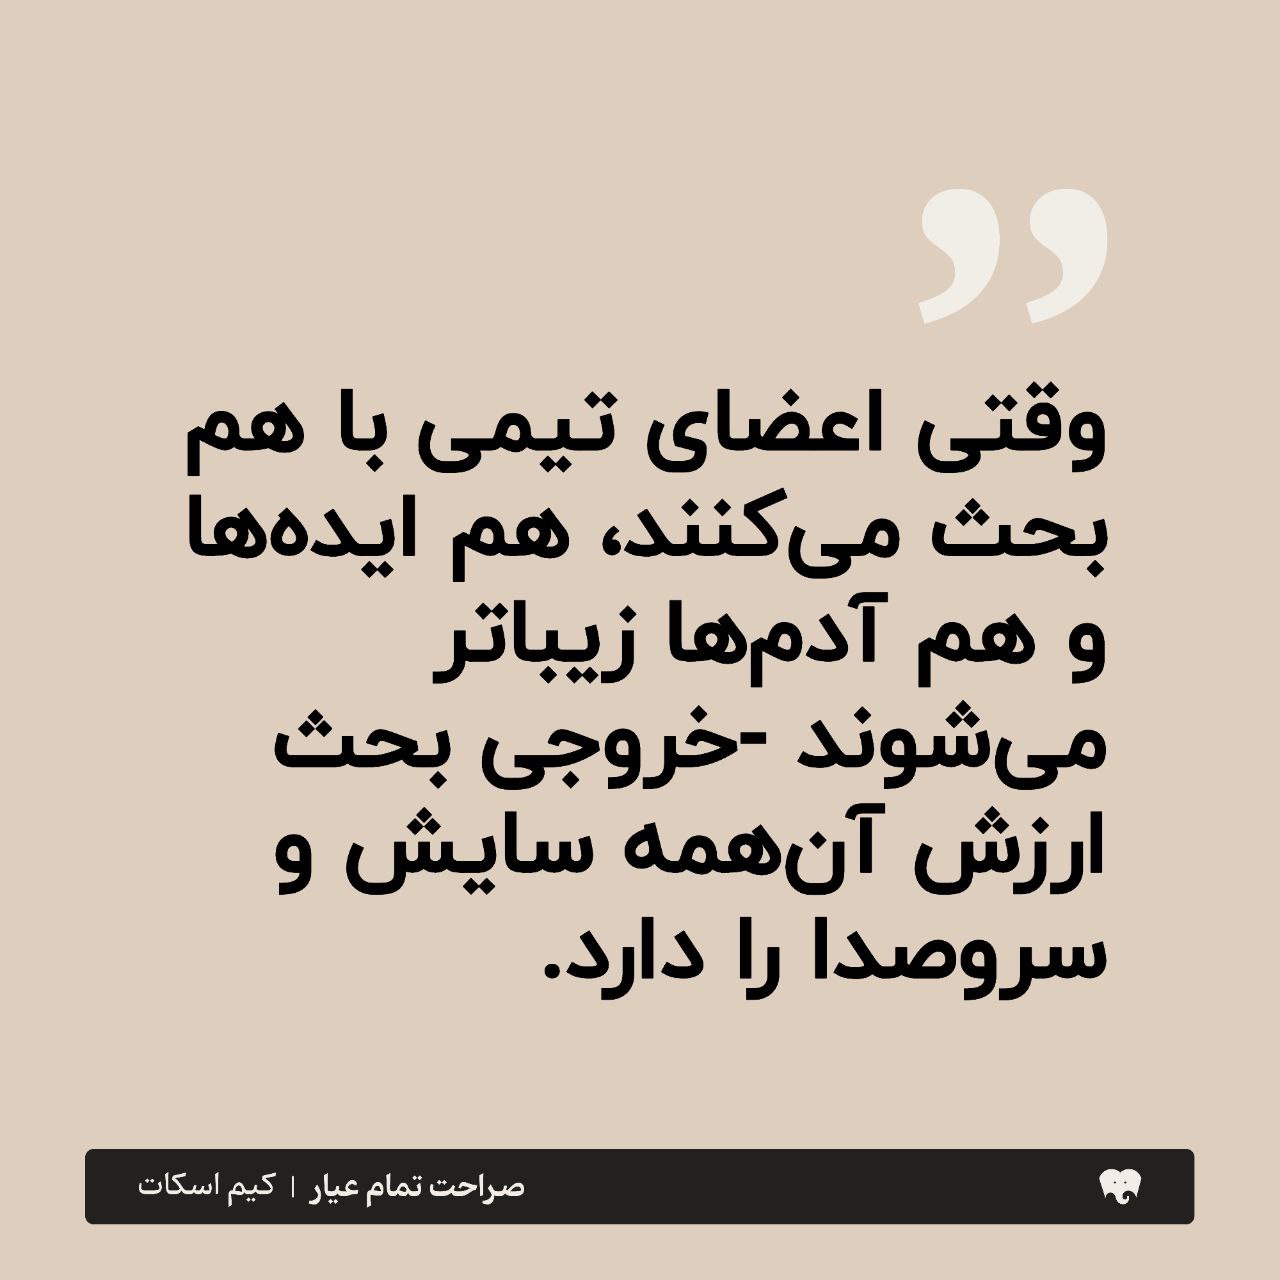 ”
وقتی اعضای تیمی با هم
بحث می‌کنند، هم ایده‌ها
و هم آدم‌ها زیباتر
می‌شوند -خروجی بحث
ارزش آن‌همه سایش و
سروصدا را دارد.
صراحت تمام عیار | کیم اسکات